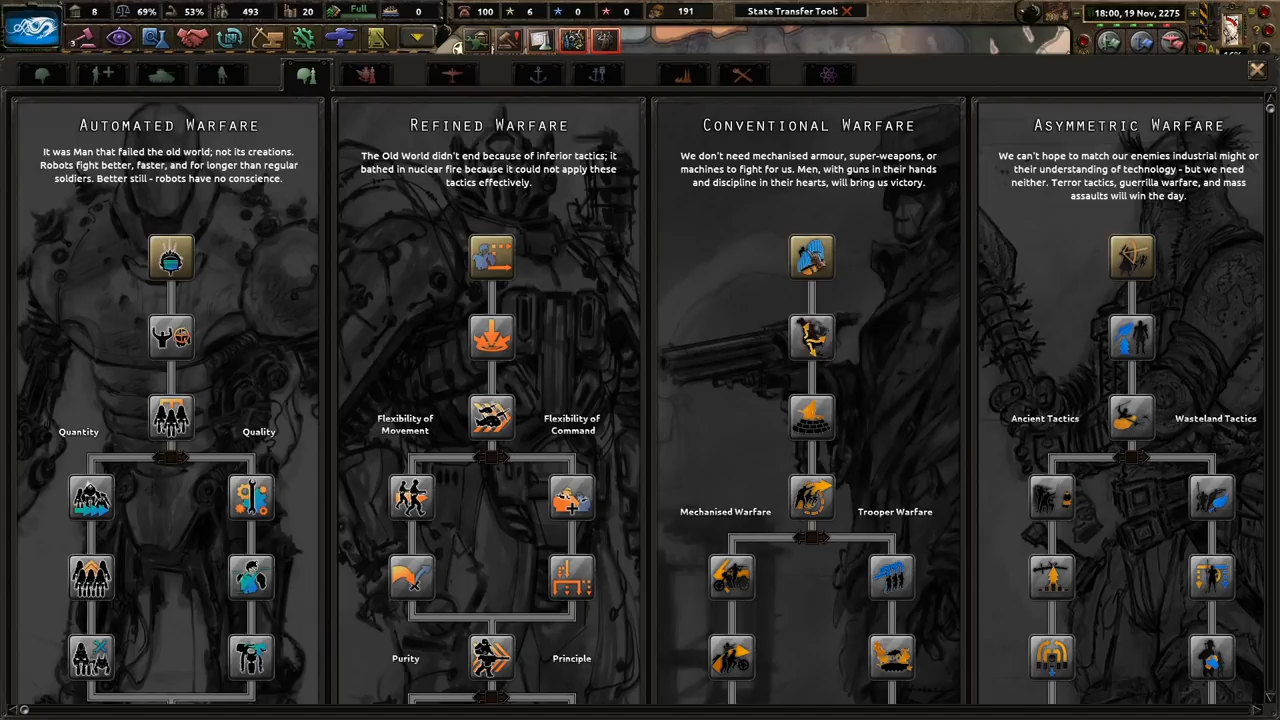 8 69% 53% 493 20 Full 0 100 6 0 0 191 State Transfer Tool: 18:00, 19 Nov, 2275
3
Automated Warfare
It was Man that failed the old world; not its creations.
Robots fight better, faster, and for longer than regular
soldiers. Better still - robots have no conscience.
Quantity
Quality
Refined Warfare
The Old World didn't end because of inferior tactics; it
bathed in nuclear fire because it could not apply these
tactics effectively.
Flexibility of
Movement
Flexibility of
Command
Purity
Principle
Conventional Warfare
We don't need mechanised armour, super-weapons, or
machines to fight for us. Men, with guns in their hands
and discipline in their hearts, will bring us victory.
Mechanised Warfare
Trooper Warfare
Asymmetric Warfare
We can't hope to match our enemies industrial might or
their understanding of technology - but we need
neither. Terror tactics, guerrilla warfare, and mass
assaults will win the day.
Ancient Tactics
Wasteland Tactics